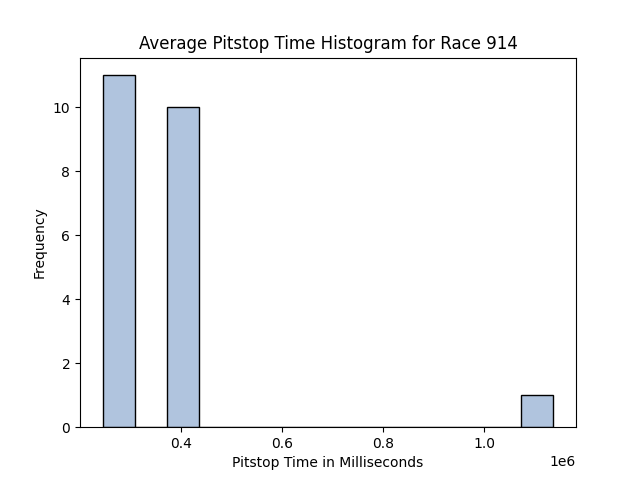 Average Pitstop Time Histogram for Race 914
10
8
6
4
2
0
Frequency
0.4 0.6 0.8 1.0
1e6
Pitstop Time in Milliseconds